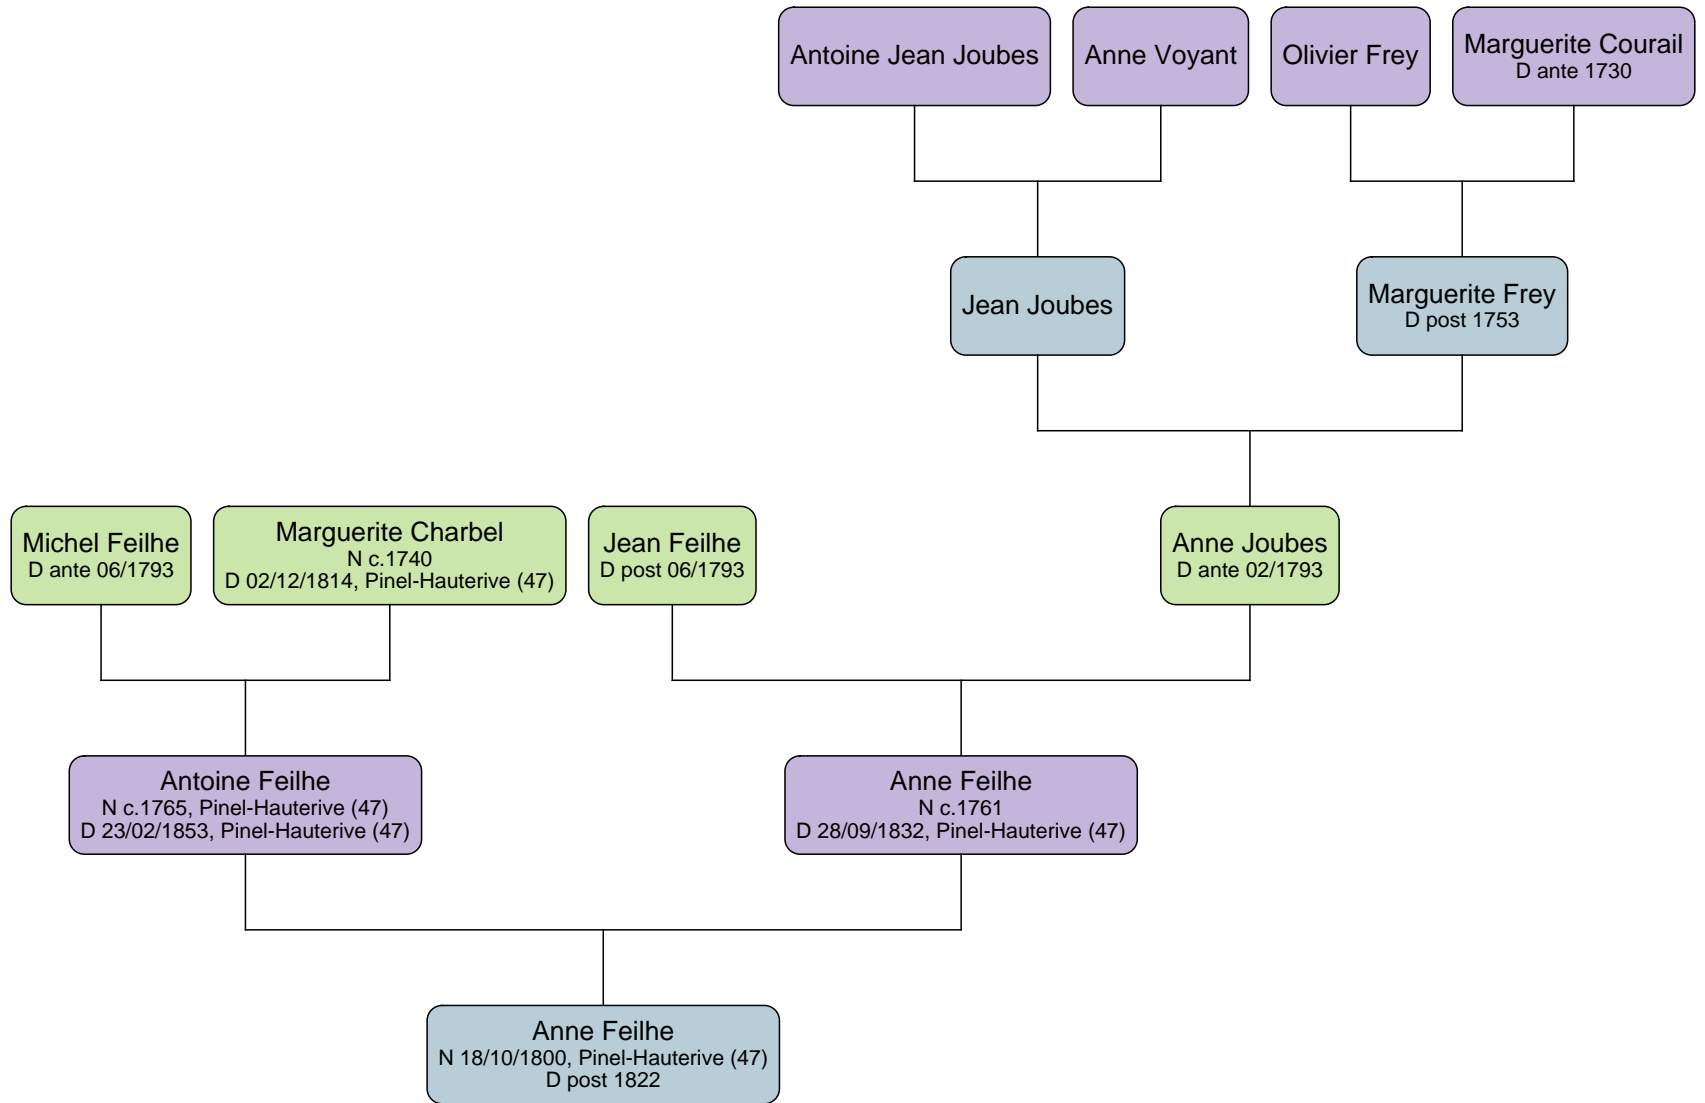 Antoine Jean Joubes
Anne Voyant
Olivier Frey
Marguerite Courail
D ante 1730
Jean Joubes
Marguerite Frey
D post 1753
Michel Feilhe
D ante 06/1793
Marguerite Charbel
N c.1740
D 02/12/1814, Pinel-Hauterive (47)
Jean Feilhe
D post 06/1793
Anne Joubes
D ante 02/1793
Antoine Feilhe
N c.1765, Pinel-Hauterive (47)
D 23/02/1853, Pinel-Hauterive (47)
Anne Feilhe
N c.1761
D 28/09/1832, Pinel-Hauterive (47)
Anne Feilhe
N 18/10/1800, Pinel-Hauterive (47)
D post 1822